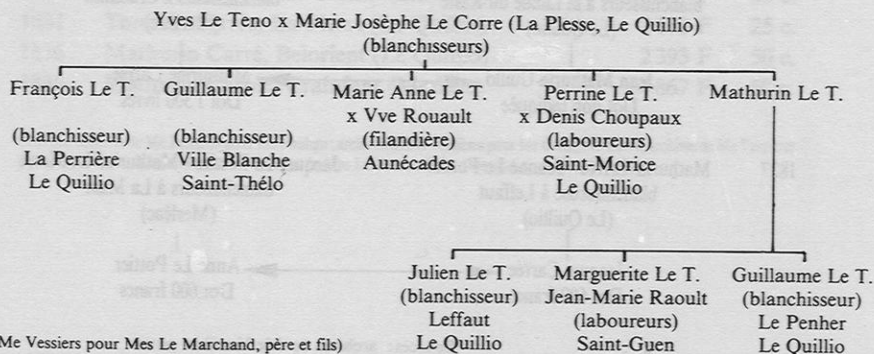 Yves Le Teno x Marie Josèphe Le Corre (La Plesse, Le Quillio)
(blanchisseurs)
François Le T.
(blanchisseur)
La Perrière
Le Quillio
Guillaume Le T.
(blanchisseur)
Ville Blanche
Saint-Thélo
Marie Anne Le T.
x Vve Rouault
(filandière)
Aunécades
Perrine Le T.
x Denis Choupaux
(laboureurs)
Saint-Morice
Le Quillio
Mathurin Le T.
Julien Le T.
(blanchisseur)
Leffaut
Le Quillio
Marguerite Le T.
Jean-Marie Raoult
(laboureurs)
Saint-Guen
Guillaume Le T.
(blanchisseur)
Le Penher
Le Quillio
Me Vessiers pour Mes Le Marchand, père et fils)